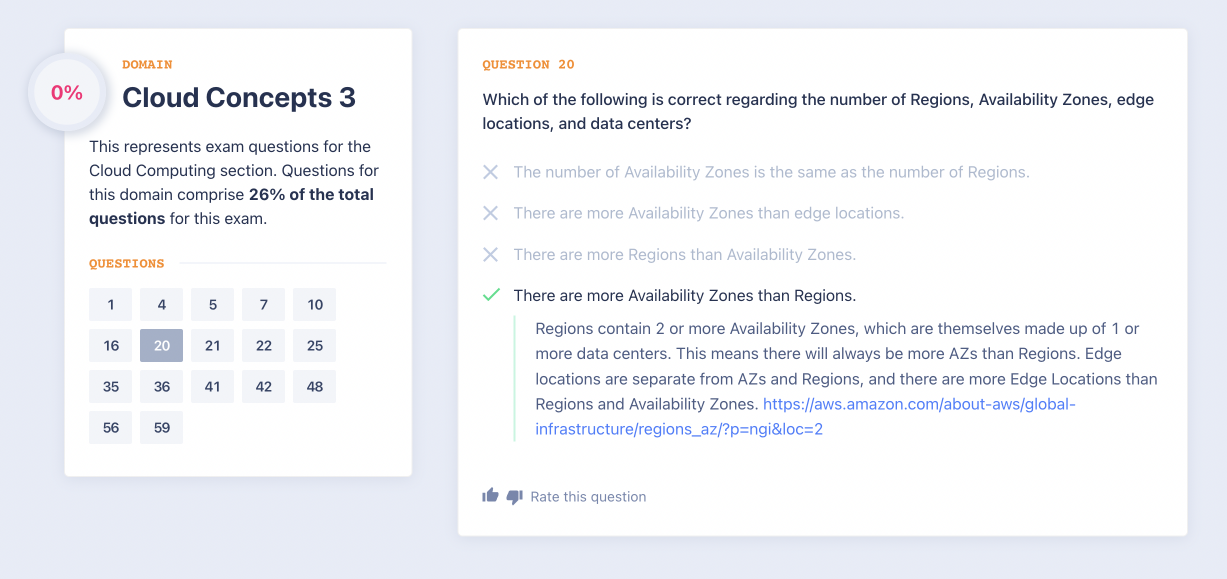 0%
DOMAIN
Cloud Concepts 3
This represents exam questions for the
Cloud Computing section. Questions for
this domain comprise 26% of the total
questions for this exam.
QUESTIONS
1 4 5 7 10
16 20 21 22 25
35 36 41 42 48
56 59
QUESTION 20
Which of the following is correct regarding the number of Regions, Availability Zones, edge
locations, and data centers?
The number of Availability Zones is the same as the number of Regions.
There are more Availability Zones than edge locations.
There are more Regions than Availability Zones.
There are more Availability Zones than Regions.
Regions contain 2 or more Availability Zones, which are themselves made up of 1 or
more data centers. This means there will always be more AZs than Regions. Edge
locations are separate from AZs and Regions, and there are more Edge Locations than
Regions and Availability Zones. https://aws.amazon.com/about-aws/global-
infrastructure/regions_az/?p=ngi&loc=2
Rate this question